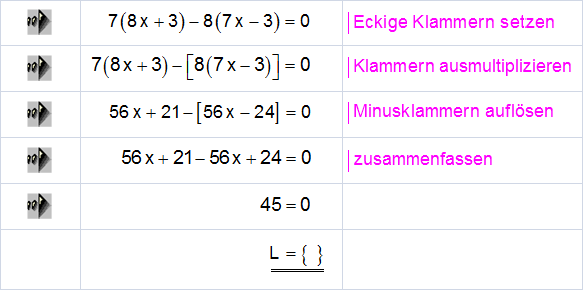 7(8x+3)−8(7x−3)=0 |Eckige Klammern setzen
7(8x+3)−[8(7x−3)]=0 |Klammern ausmultiplizieren
56x+21−[56x−24]=0 |Minusklammern auflösen
56x+21−56x+24=0 |zusammenfassen
45=0
L={ }